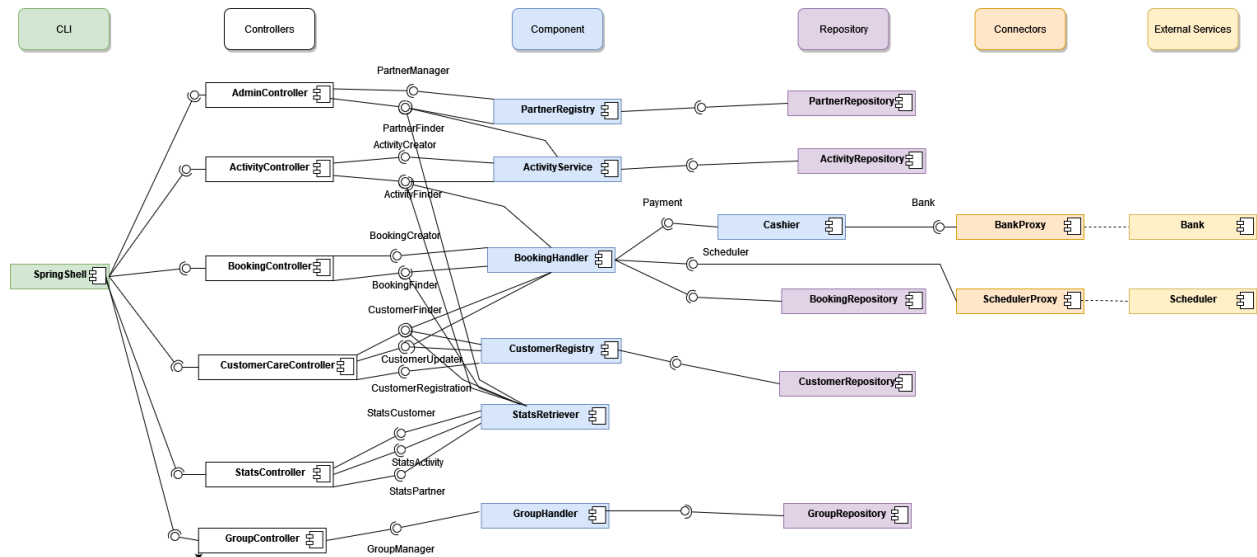 CLI
Controllers
Component
Repository
Connectors
External Services
PartnerManager
AdminController
PartnerRegistry
PartnerRepository
PartnerFinder
ActivityCreator
ActivityController
ActivityService
ActivityRepository
ActivityFinder
Payment
Bank
Cashier
BankProxy
Bank
BookingCreator
Scheduler
SpringShell
BookingController
BookingHandler
BookingFinder
BookingRepository
SchedulerProxy
Scheduler
CustomerFinder
CustomerRegistry
CustomerCareController
CustomerUpdater
CustomerRepository
CustomerRegistration
StatsCustomer
StatsRetriever
StatsController
StatsActivity
StatsPartner
GroupHandler
GroupRepository
GroupController
GroupManager